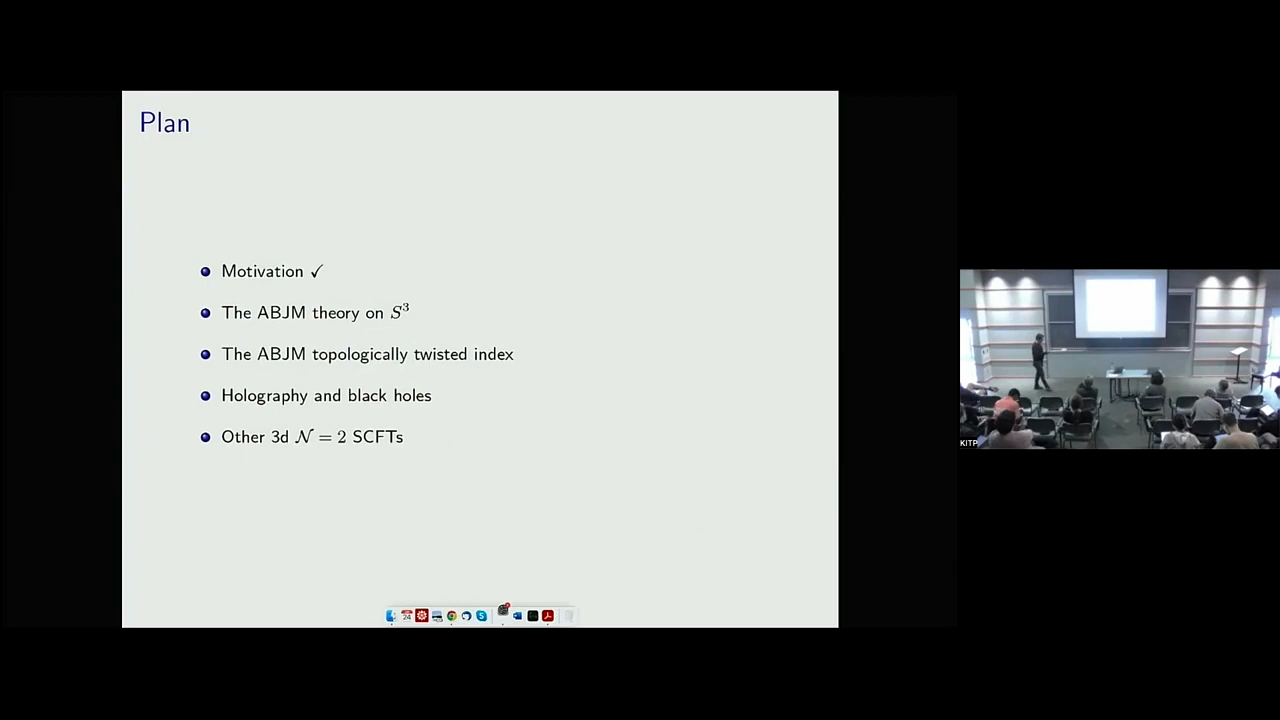 Plan
Motivation ✓
The ABJM theory on S³
The ABJM topologically twisted index
Holography and black holes
Other 3d 𝒩 = 2 SCFTs
24
KITP